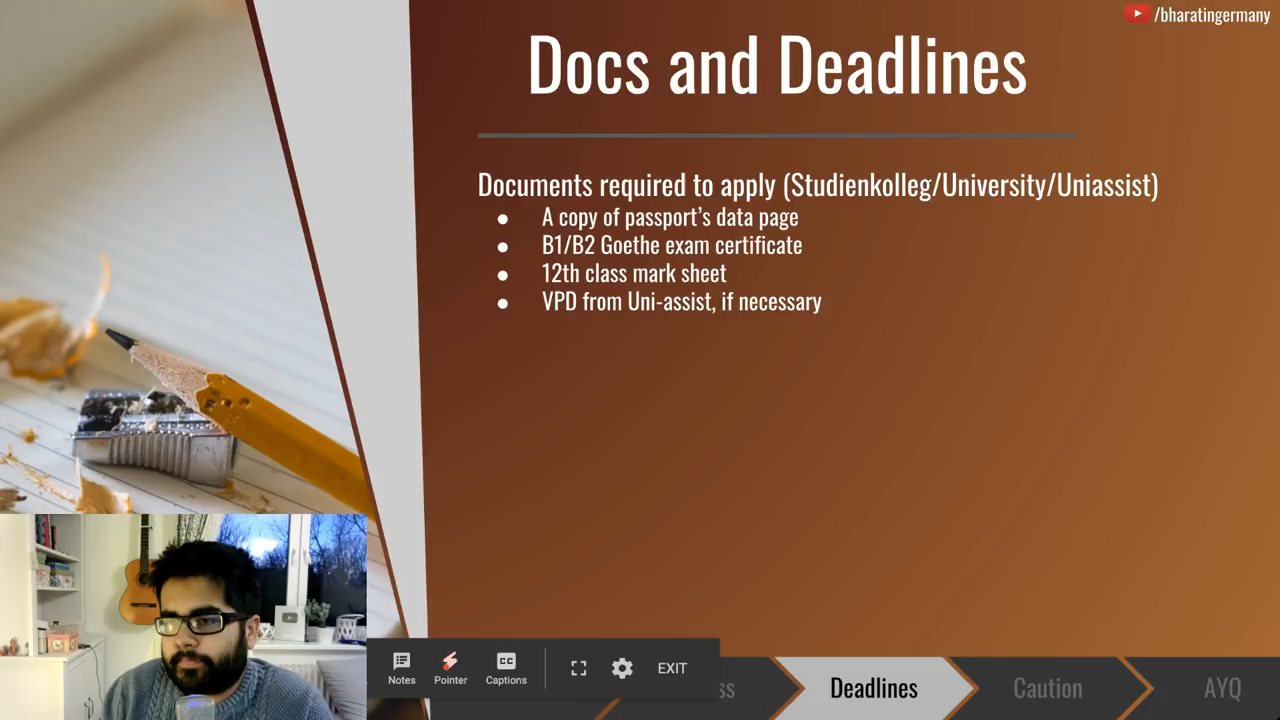 /bharatingermany
Docs and Deadlines
Documents required to apply (Studienkolleg/University/Uniassist)
● A copy of passport's data page
● B1/B2 Goethe exam certificate
● 12th class mark sheet
● VPD from Uni-assist, if necessary
Notes
Pointer
CC
Captions
EXIT
Deadlines
Caution
AYQ